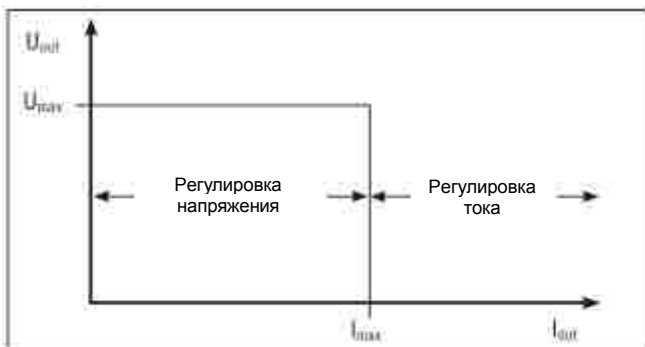 Uout
Umax
Регулировка
напряжения
Регулировка
тока
Imax
Iout